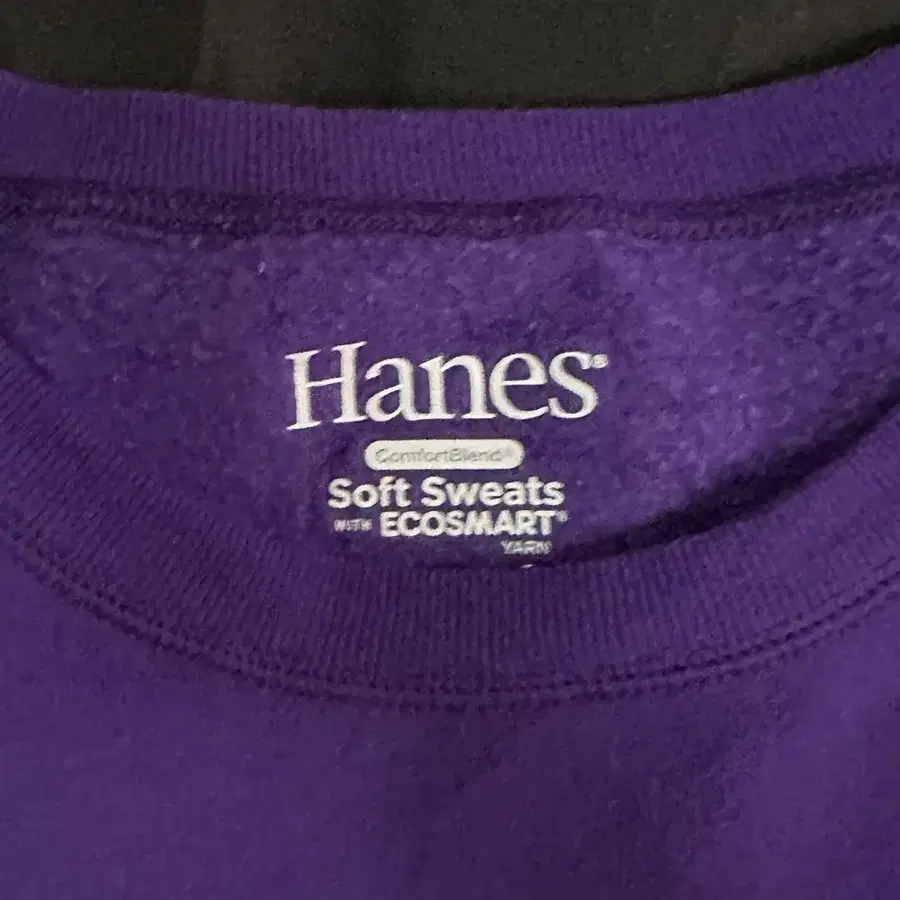 Hanes®
ComfortBlend®
Soft Sweats
WITH ECOSMART®
YARN